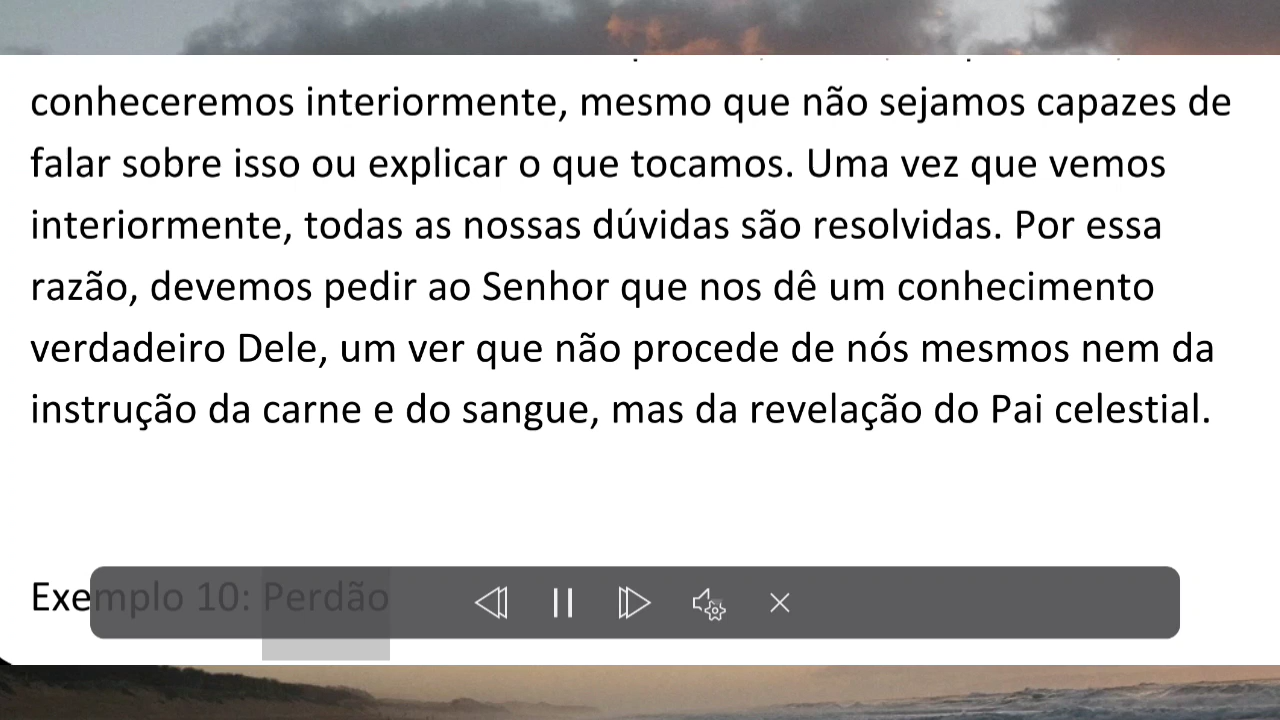 conheceremos interiormente, mesmo que não sejamos capazes de
falar sobre isso ou explicar o que tocamos. Uma vez que vemos
interiormente, todas as nossas dúvidas são resolvidas. Por essa
razão, devemos pedir ao Senhor que nos dê um conhecimento
verdadeiro Dele, um ver que não procede de nós mesmos nem da
instrução da carne e do sangue, mas da revelação do Pai celestial.
Exemplo 10: Perdão